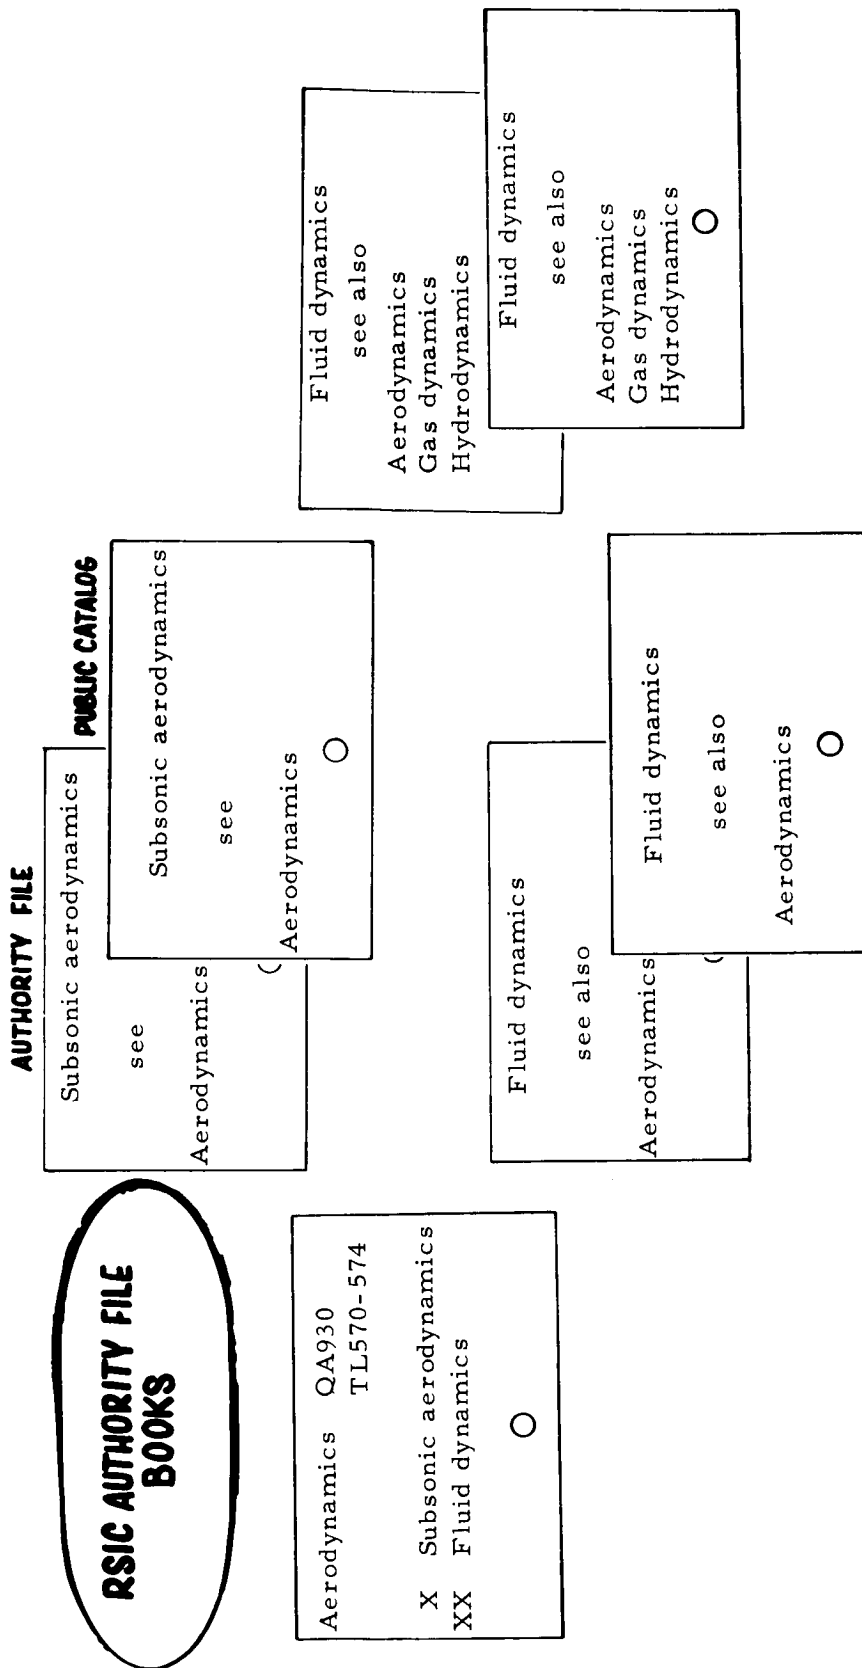 RSIC AUTHORITY FILE
BOOKS
AUTHORITY FILE
PUBLIC CATALOG
Aerodynamics QA930
TL570-574
X Subsonic aerodynamics
XX Fluid dynamics
Subsonic aerodynamics
see
Aerodynamics
Subsonic aerodynamics
see
Aerodynamics
Fluid dynamics
see also
Aerodynamics
Fluid dynamics
see also
Aerodynamics
Fluid dynamics
see also
Aerodynamics
Gas dynamics
Hydrodynamics
Fluid dynamics
see also
Aerodynamics
Gas dynamics
Hydrodynamics